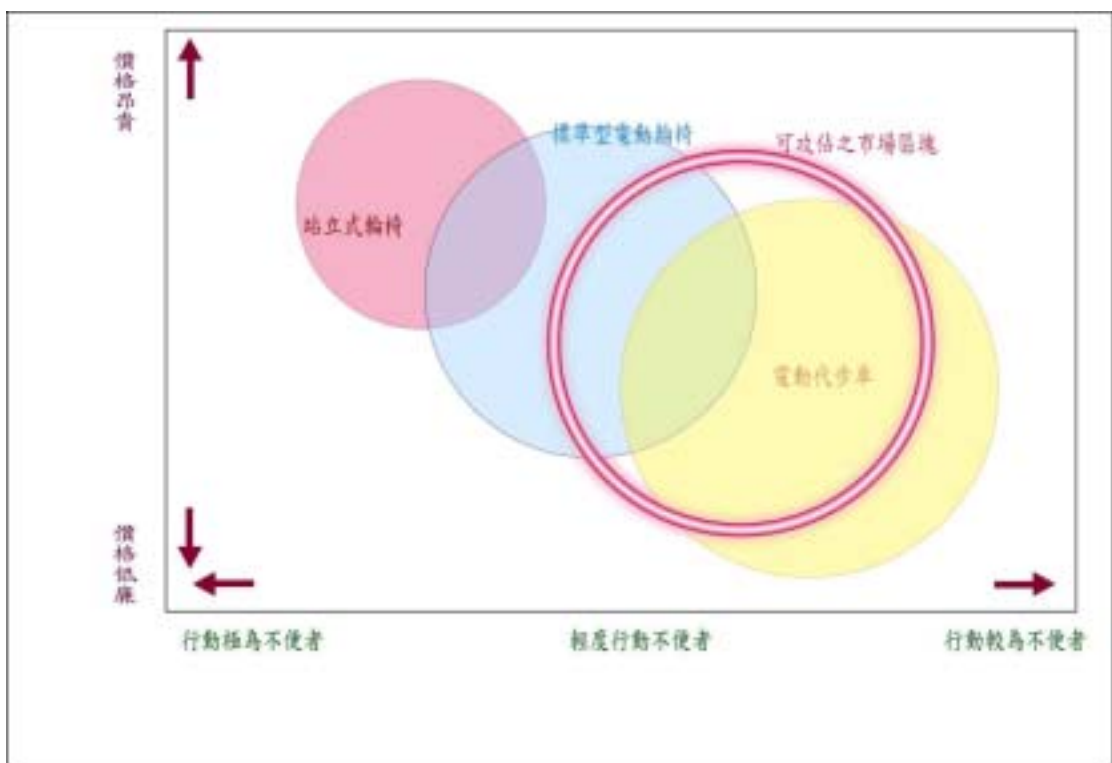 價格昂貴
標準型電動輪椅
可攻佔之市場區塊
站立式輪椅
電動代步車
價格低廉
行動極為不便者
輕度行動不便者
行動較為不便者